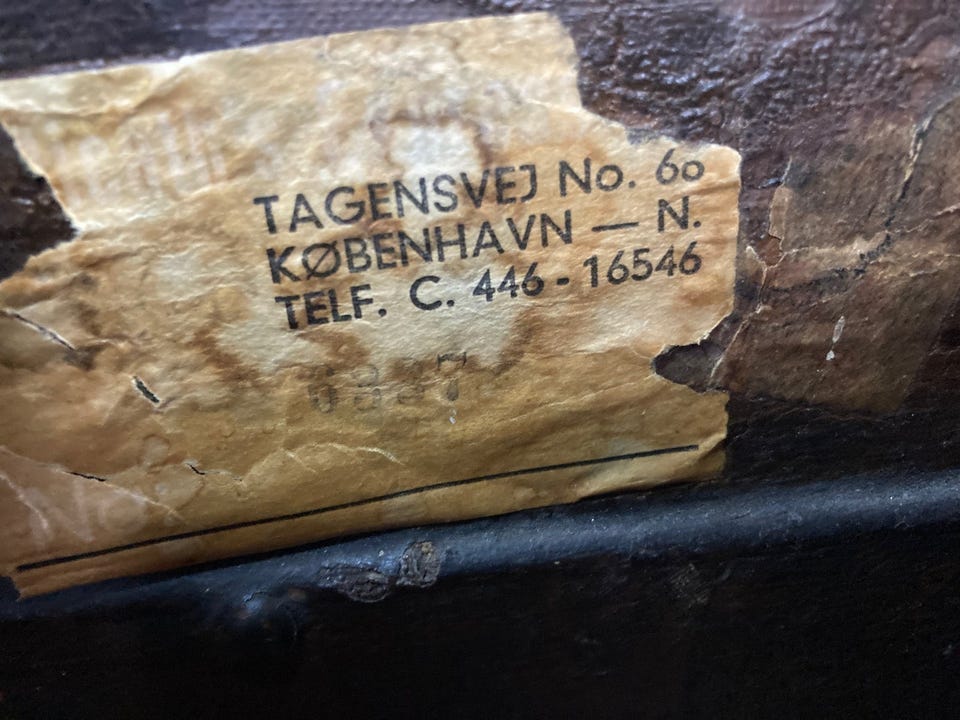 TAGENSVEJ No. 60
KØBENHAVN — N.
TELF. C. 446 - 16546